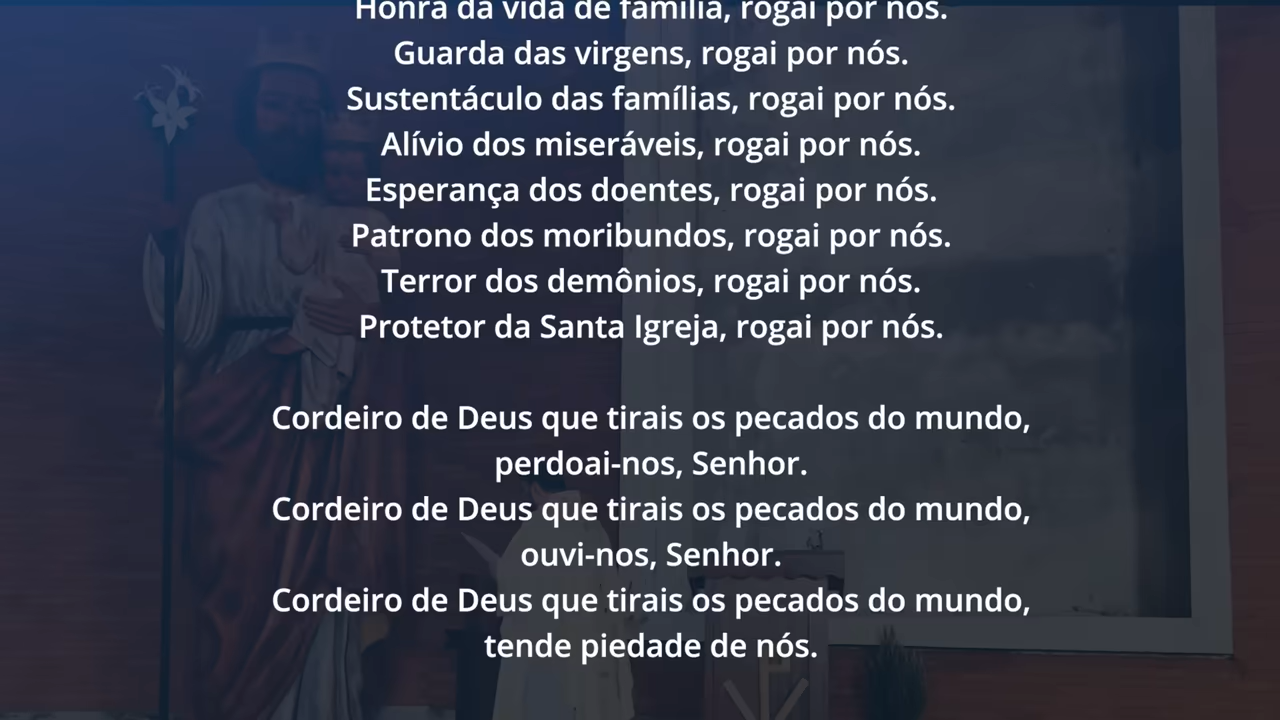 Honra da vida de família, rogai por nós.
Guarda das virgens, rogai por nós.
Sustentáculo das famílias, rogai por nós.
Alívio dos miseráveis, rogai por nós.
Esperança dos doentes, rogai por nós.
Patrono dos moribundos, rogai por nós.
Terror dos demônios, rogai por nós.
Protetor da Santa Igreja, rogai por nós.
Cordeiro de Deus que tirais os pecados do mundo,
perdoai-nos, Senhor.
Cordeiro de Deus que tirais os pecados do mundo,
ouvi-nos, Senhor.
Cordeiro de Deus que tirais os pecados do mundo,
tende piedade de nós.